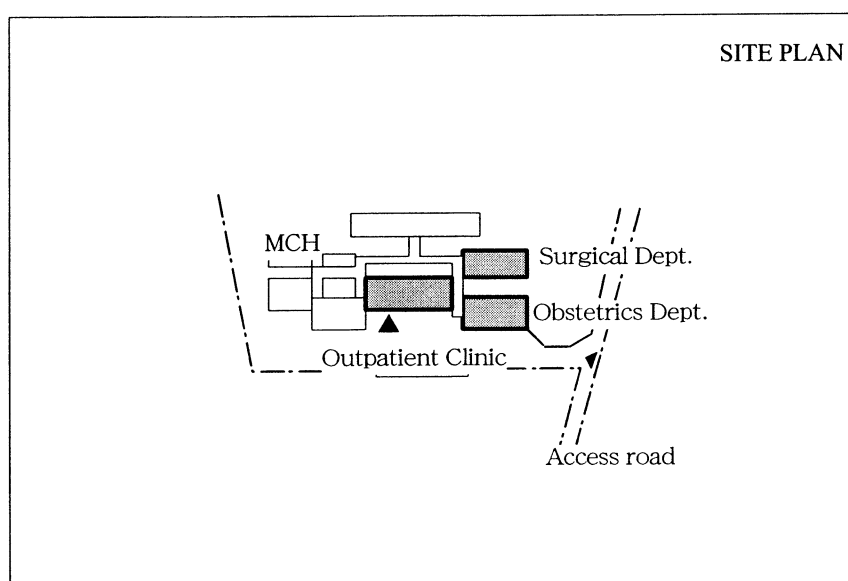 SITE PLAN
MCH
Surgical Dept.
Obstetrics Dept.
Outpatient Clinic
Access road